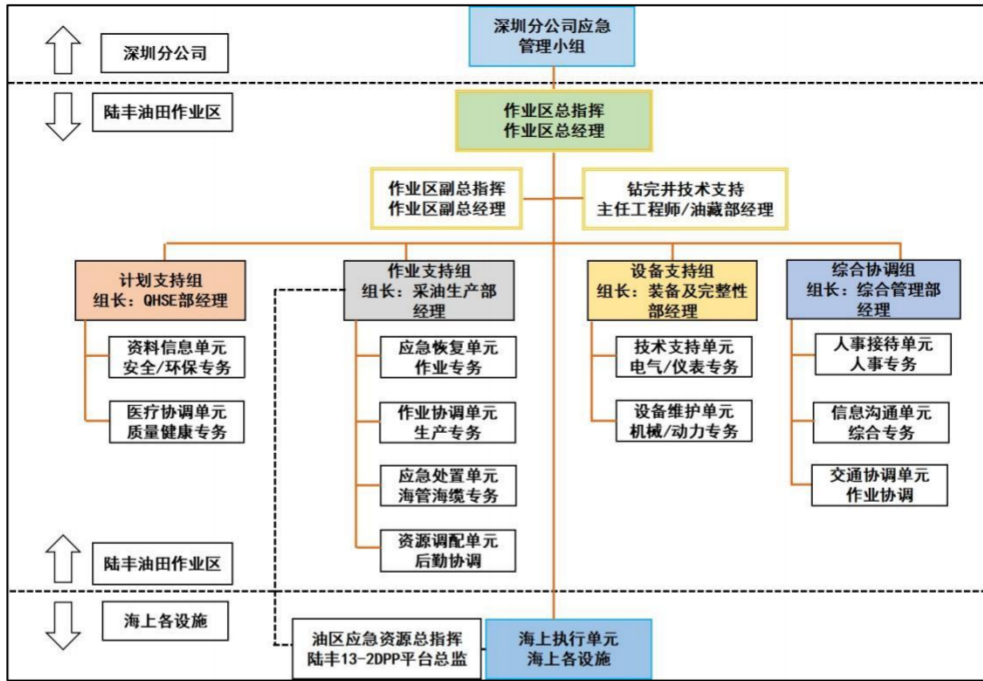 深圳分公司应急
管理小组
深圳分公司
陆丰油田作业区
作业区总指挥
作业区总经理
作业区副总指挥
作业区副总经理
钻完井技术支持
主任工程师/油藏部经理
计划支持组
组长：QHSE部经理
作业支持组
组长：采油生产部
经理
设备支持组
组长：装备及完整性
部经理
综合协调组
组长：综合管理部
经理
资料信息单元
安全/环保专务
医疗协调单元
质量健康专务
应急恢复单元
作业专务
作业协调单元
生产专务
应急处置单元
海管海缆专务
资源调配单元
后勤协调
技术支持单元
电气/仪表专务
设备维护单元
机械/动力专务
人事接待单元
人事专务
信息沟通单元
综合专务
交通协调单元
作业协调
陆丰油田作业区
海上各设施
油区应急资源总指挥
陆丰13-2DPP平台总监
海上执行单元
海上各设施